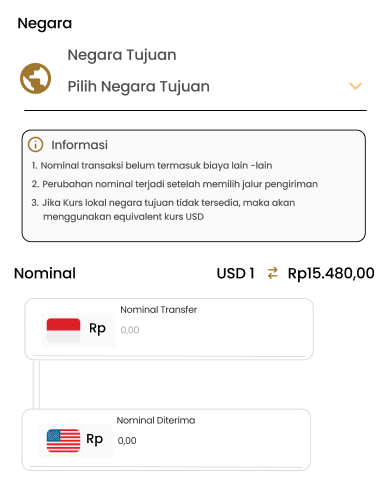 Negara
Negara Tujuan
Pilih Negara Tujuan
Informasi
1. Nominal transaksi belum termasuk biaya lain -lain
2. Perubahan nominal terjadi setelah memilih jalur pengiriman
3. Jika Kurs lokal negara tujuan tidak tersedia, maka akan
menggunakan equivalent kurs USD
Nominal
USD 1 ⇄ Rp15.480,00
Nominal Transfer
Rp
0,00
Nominal Diterima
Rp
0,00